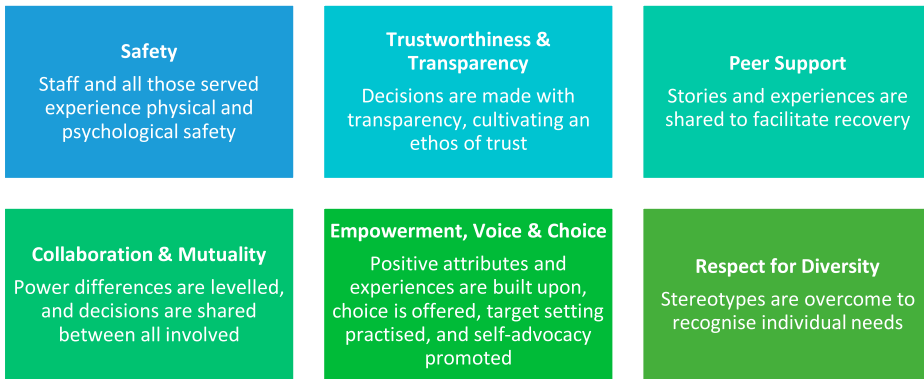 Safety
Staff and all those served
experience physical and
psychological safety
Trustworthiness &
Transparency
Decisions are made with
transparency, cultivating an
ethos of trust
Peer Support
Stories and experiences are
shared to facilitate recovery
Collaboration & Mutuality
Power differences are levelled,
and decisions are shared
between all involved
Empowerment, Voice & Choice
Positive attributes and
experiences are built upon,
choice is offered, target setting
practised, and self-advocacy
promoted
Respect for Diversity
Stereotypes are overcome to
recognise individual needs